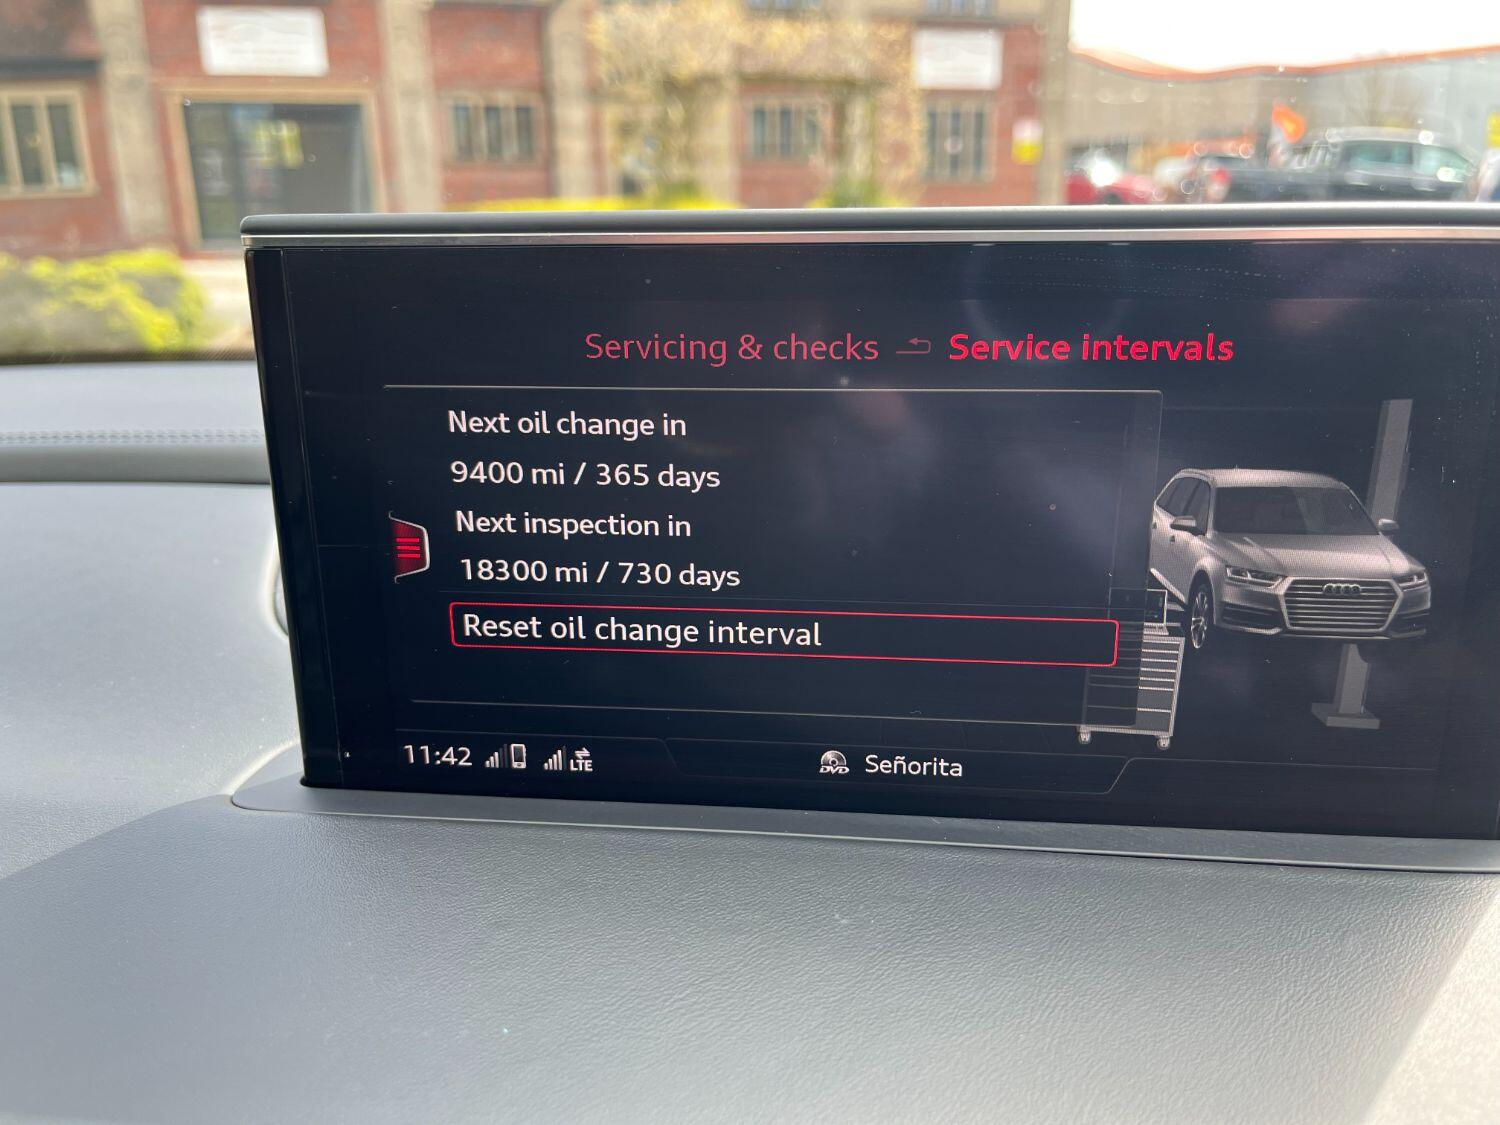 Servicing & checks Service intervals
Next oil change in
9400 mi / 365 days
Next inspection in
18300 mi / 730 days
Reset oil change interval
11:42 LTE DVD Señorita